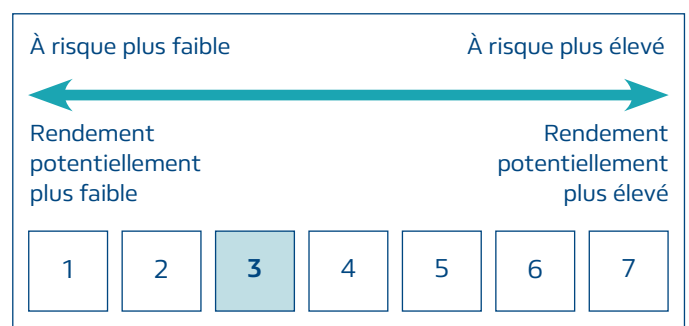 À risque plus faible
À risque plus élevé
Rendement
potentiellement
plus faible
Rendement
potentiellement
plus élevé
1 2 3 4 5 6 7